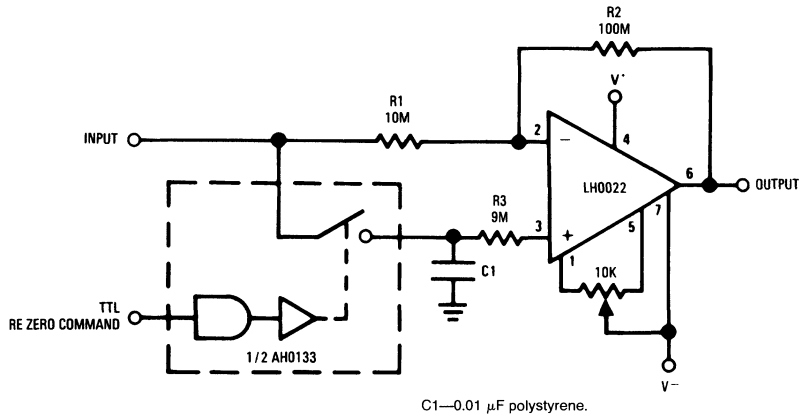 R2
100M
V+
R1
10M
INPUT
2
−
4
LH0022
6
OUTPUT
7
R3
9M
3
+
5
1
10K
C1
TTL
RE ZERO COMMAND
1/2 AH0133
V−
C1—0.01 μF polystyrene.